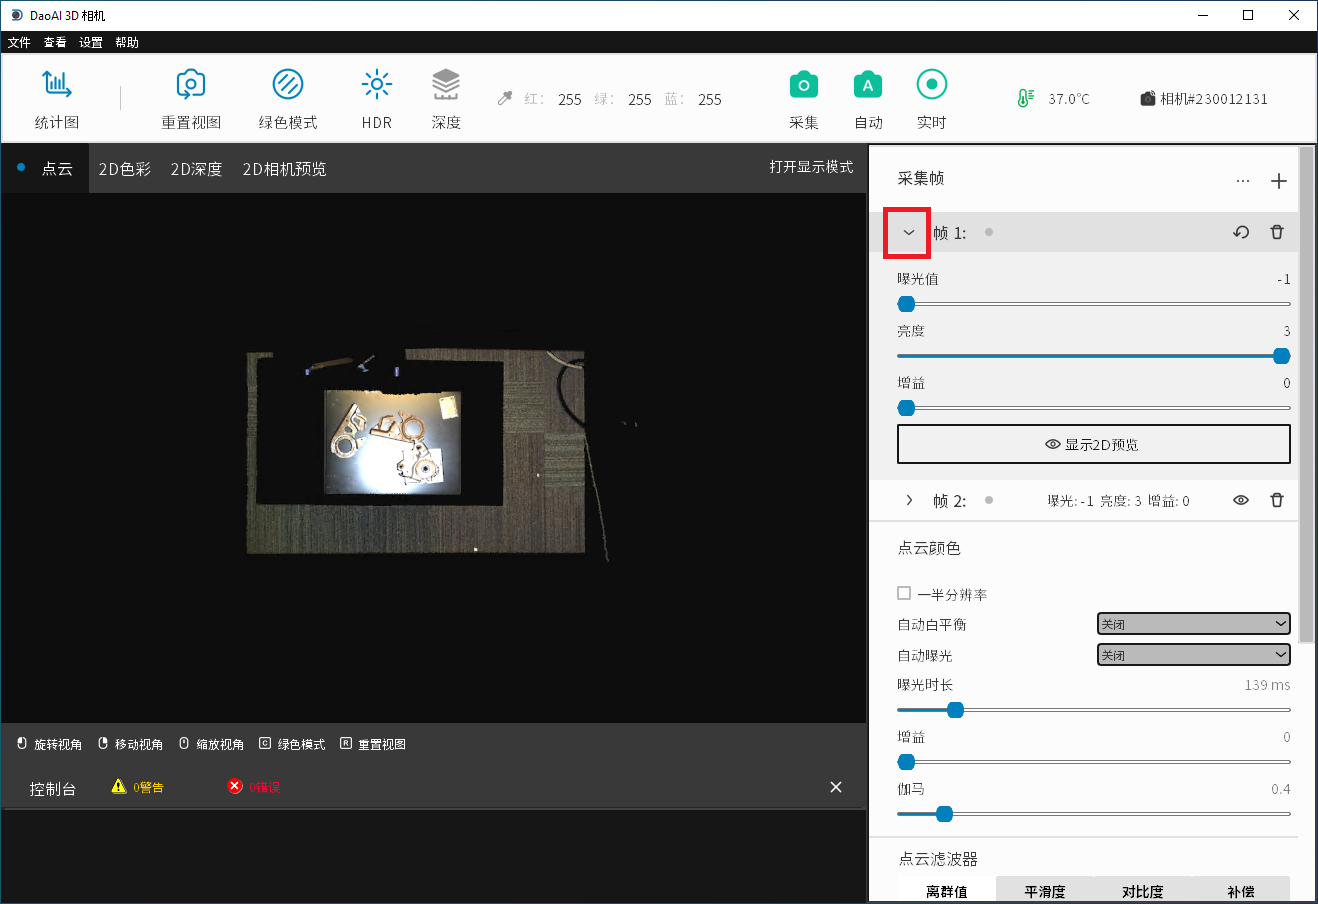 DaoAI 3D 相机
文件 查看 设置 帮助
统计图 重置视图 绿色模式 HDR 深度 红: 255 绿: 255 蓝: 255 采集 自动 实时 37.0°C 相机#230012131
点云 2D色彩 2D深度 2D相机预览 打开显示模式
采集帧 ... +
帧 1:
曝光值 -1
亮度 3
增益 0
显示2D预览
帧 2: 曝光: -1 亮度: 3 增益: 0
点云颜色
一半分辨率
自动白平衡 关闭
自动曝光 关闭
曝光时长 139 ms
增益 0
伽马 0.4
点云滤波器
离群值 平滑度 对比度 补偿
旋转视角 移动视角 缩放视角 C 绿色模式 R 重置视图
控制台 0警告 0错误